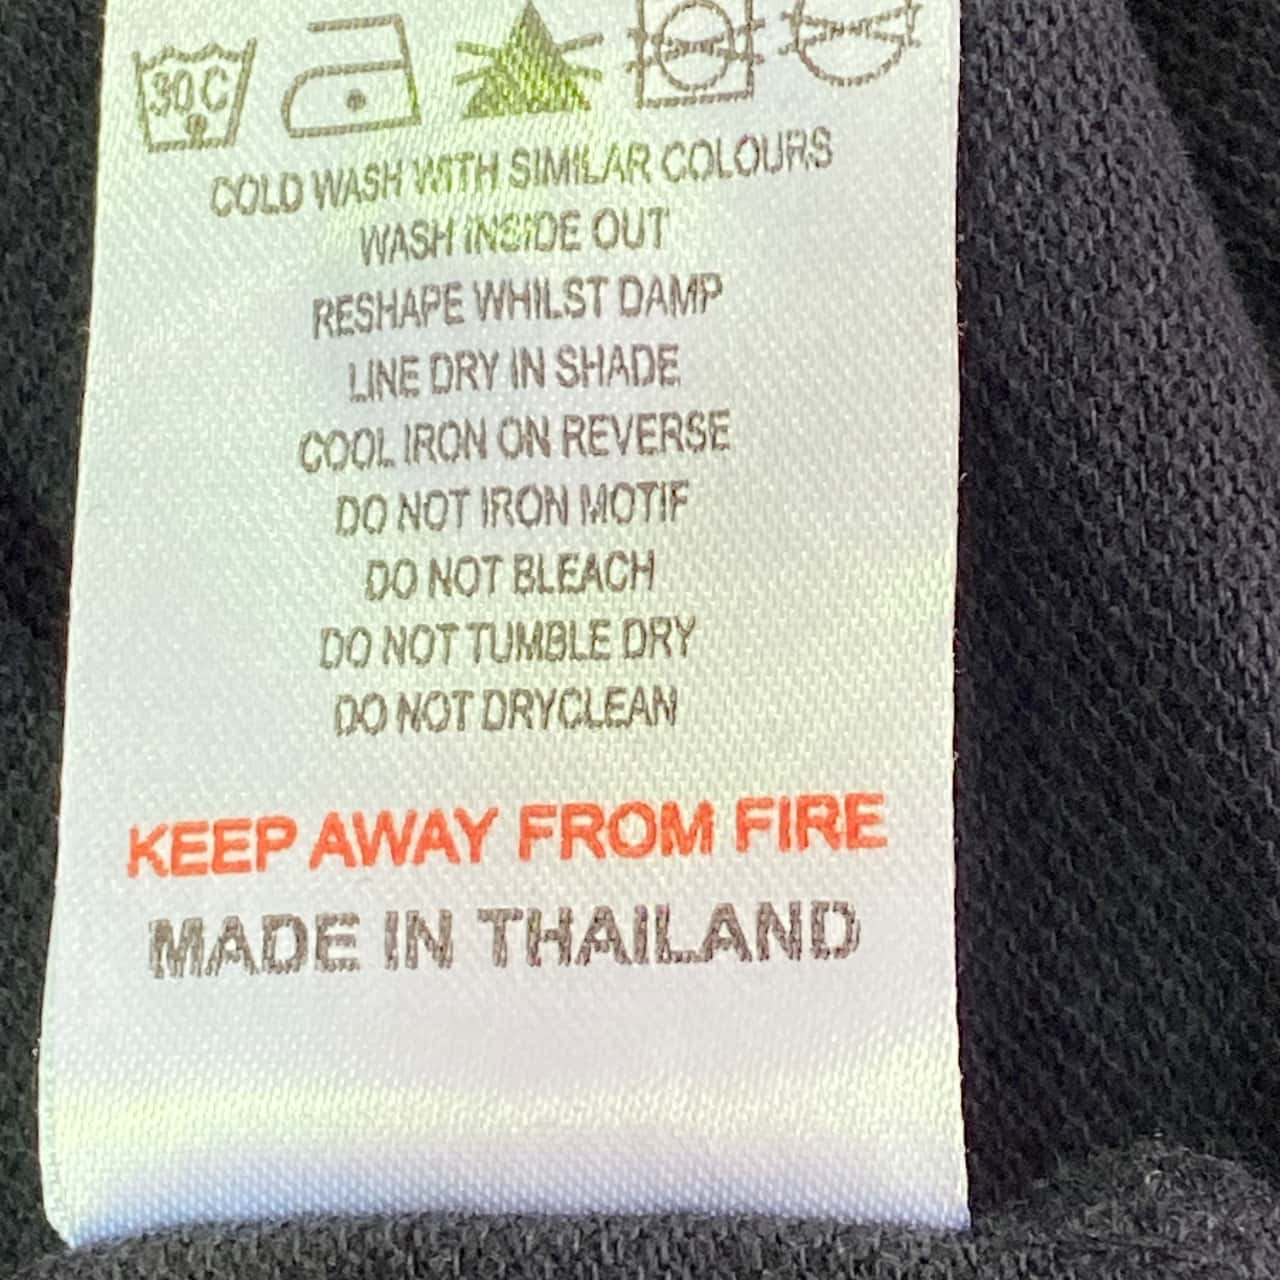 30C
COLD WASH WITH SIMILAR COLOURS
WASH INSIDE OUT
RESHAPE WHILST DAMP
LINE DRY IN SHADE
COOL IRON ON REVERSE
DO NOT IRON MOTIF
DO NOT BLEACH
DO NOT TUMBLE DRY
DO NOT DRYCLEAN
KEEP AWAY FROM FIRE
MADE IN THAILAND